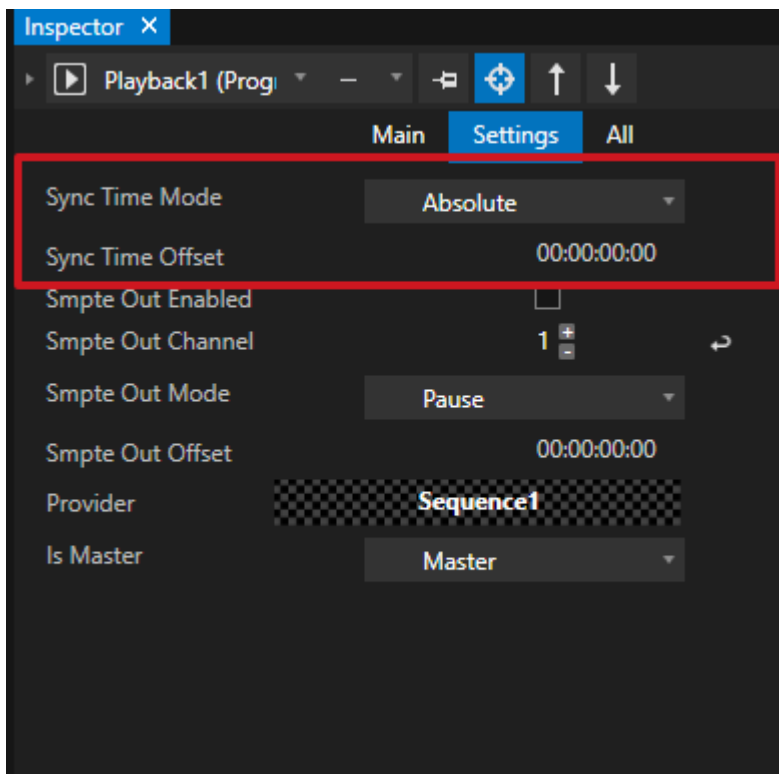 Inspector
Playback1 (Prog
Main Settings All
Sync Time Mode Absolute
Sync Time Offset 00:00:00:00
Smpte Out Enabled
Smpte Out Channel 1
Smpte Out Mode Pause
Smpte Out Offset 00:00:00:00
Provider Sequence1
Is Master Master